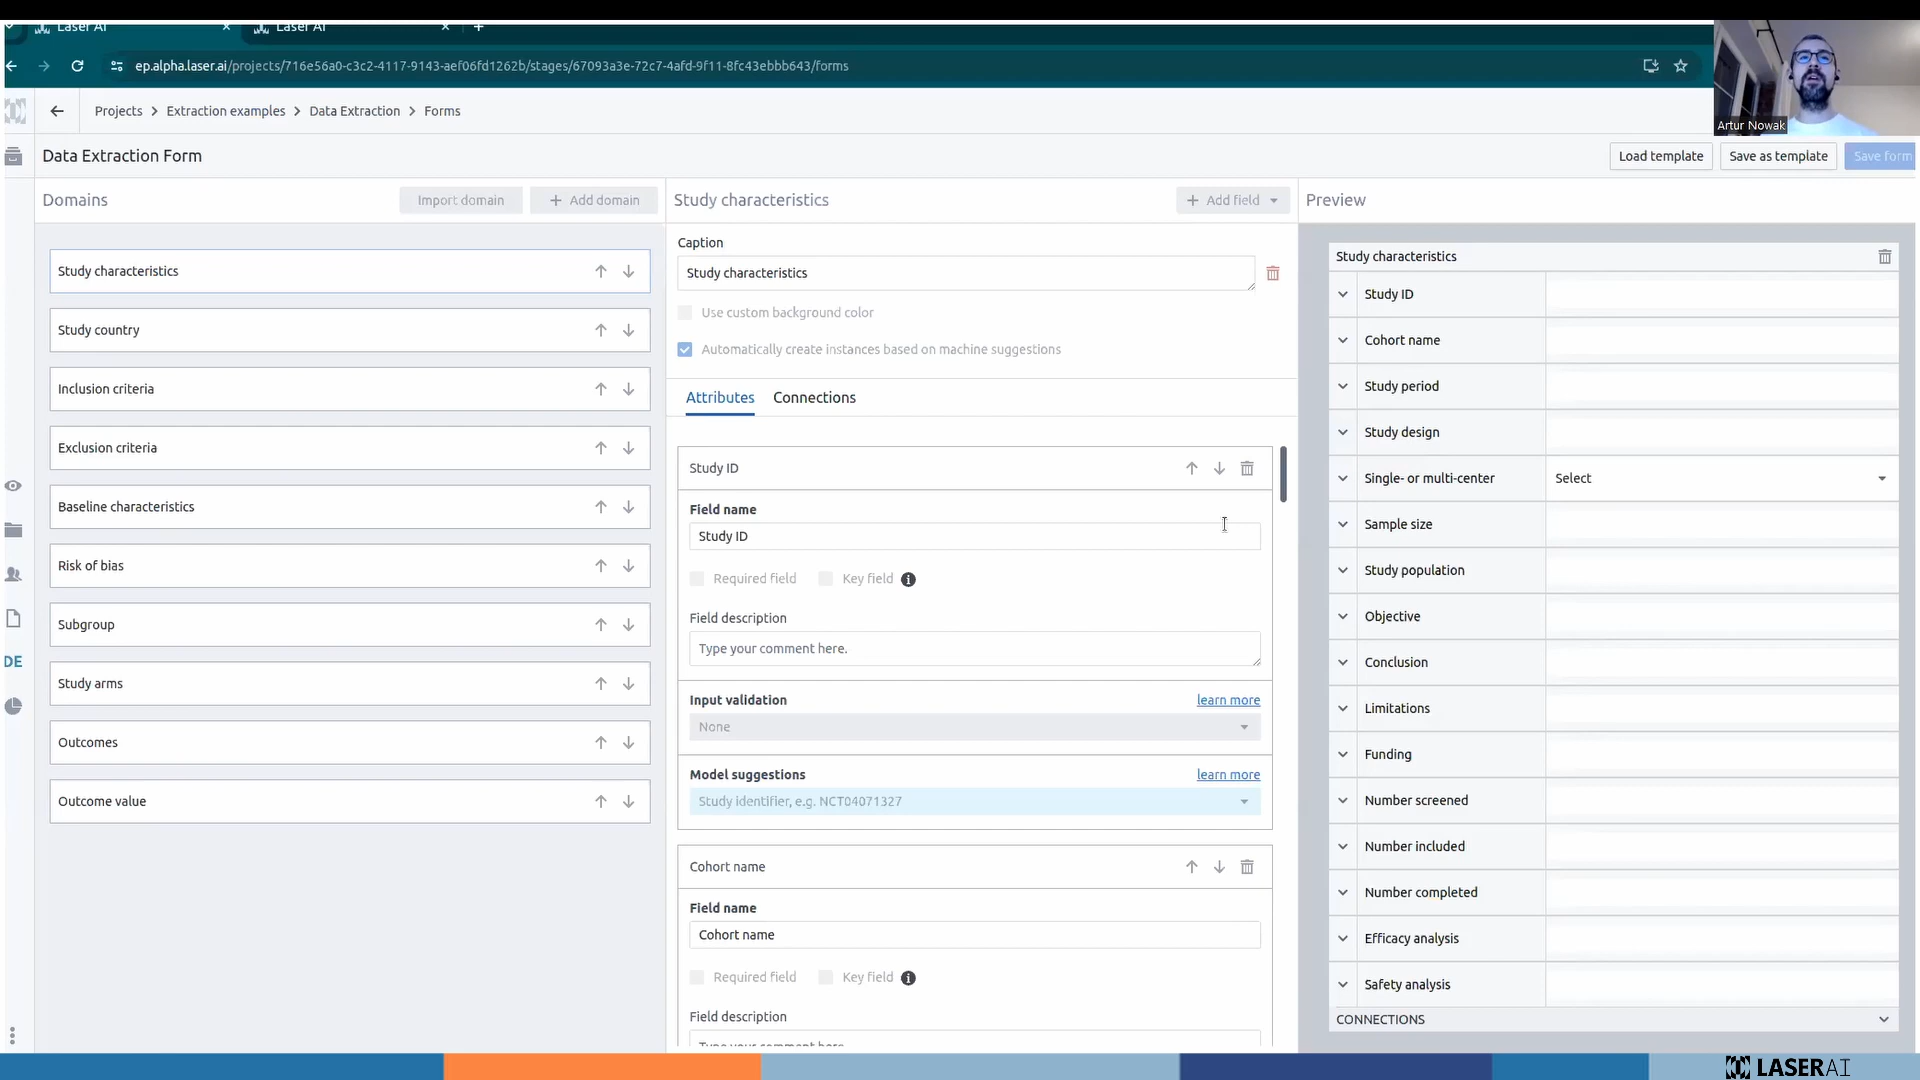 Laser AI
Laser AI
ep.alpha.laser.ai/projects/716e56a0-c3c2-4117-9143-aef06fd1262b/stages/67093a3e-72c7-4afd-9f11-8fc43ebbb643/forms
Artur Nowak
Projects > Extraction examples > Data Extraction > Forms
Data Extraction Form
Load template
Save as template
Save form
Domains
Import domain
+ Add domain
Study characteristics
Study country
Inclusion criteria
Exclusion criteria
Baseline characteristics
Risk of bias
Subgroup
Study arms
Outcomes
Outcome value
DE
Study characteristics
+ Add field
Caption
Study characteristics
Use custom background color
Automatically create instances based on machine suggestions
Attributes
Connections
Study ID
Field name
Study ID
Required field
Key field
Field description
Type your comment here.
Input validation
learn more
None
Model suggestions
learn more
Study identifier, e.g. NCT04071327
Cohort name
Field name
Cohort name
Required field
Key field
Field description
Type your comment here.
Preview
Study characteristics
Study ID
Cohort name
Study period
Study design
Single- or multi-center
Select
Sample size
Study population
Objective
Conclusion
Limitations
Funding
Number screened
Number included
Number completed
Efficacy analysis
Safety analysis
CONNECTIONS
LASERAI